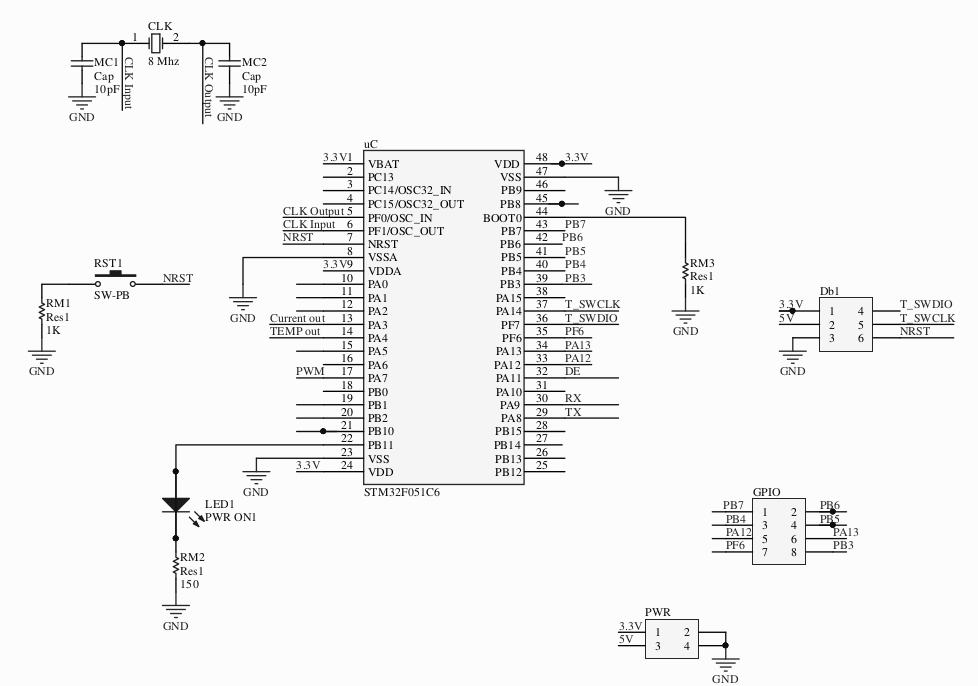 CLK
1 2
8 Mhz
MC1
Cap
10pF
CLK Input
CLK Output
MC2
Cap
10pF
GND
GND
uC
3.3V 1 VBAT
2 PC13
3 PC14/OSC32_IN
4 PC15/OSC32_OUT
CLK Output 5 PF0/OSC_IN
CLK Input 6 PF1/OSC_OUT
NRST 7 NRST
8 VSSA
3.3V 9 VDDA
10 PA0
11 PA1
12 PA2
Current out 13 PA3
TEMP out 14 PA4
15 PA5
16 PA6
PWM 17 PA7
18 PB0
19 PB1
20 PB2
21 PB10
22 PB11
23 VSS
3.3V 24 VDD
VDD 48 3.3V
VSS 47
PB9 46
PB8 45
BOOT0 44
PB7 43 PB7
PB6 42 PB6
PB5 41 PB5
PB4 40 PB4
PB3 39 PB3
PA15 38
PA14 37 T_SWCLK
PF7 36 T_SWDIO
PF6 35 PF6
PA13 34 PA13
PA12 33 PA12
PA11 32 DE
PA10 31
PA9 30 RX
PA8 29 TX
PB15 28
PB14 27
PB13 26
PB12 25
STM32F051C6
GND
GND
GND
RST1
SW-PB
NRST
RM1
Res1
1K
GND
RM3
Res1
1K
GND
Db1
3.3V 1 4 T_SWDIO
5V 2 5 T_SWCLK
3 6 NRST
GND
LED1
PWR ON1
RM2
Res1
150
GND
GPIO
PB7 1 2 PB6
PB4 3 4 PB5
PA12 5 6 PA13
PF6 7 8 PB3
PWR
3.3V 1 2
5V 3 4
GND